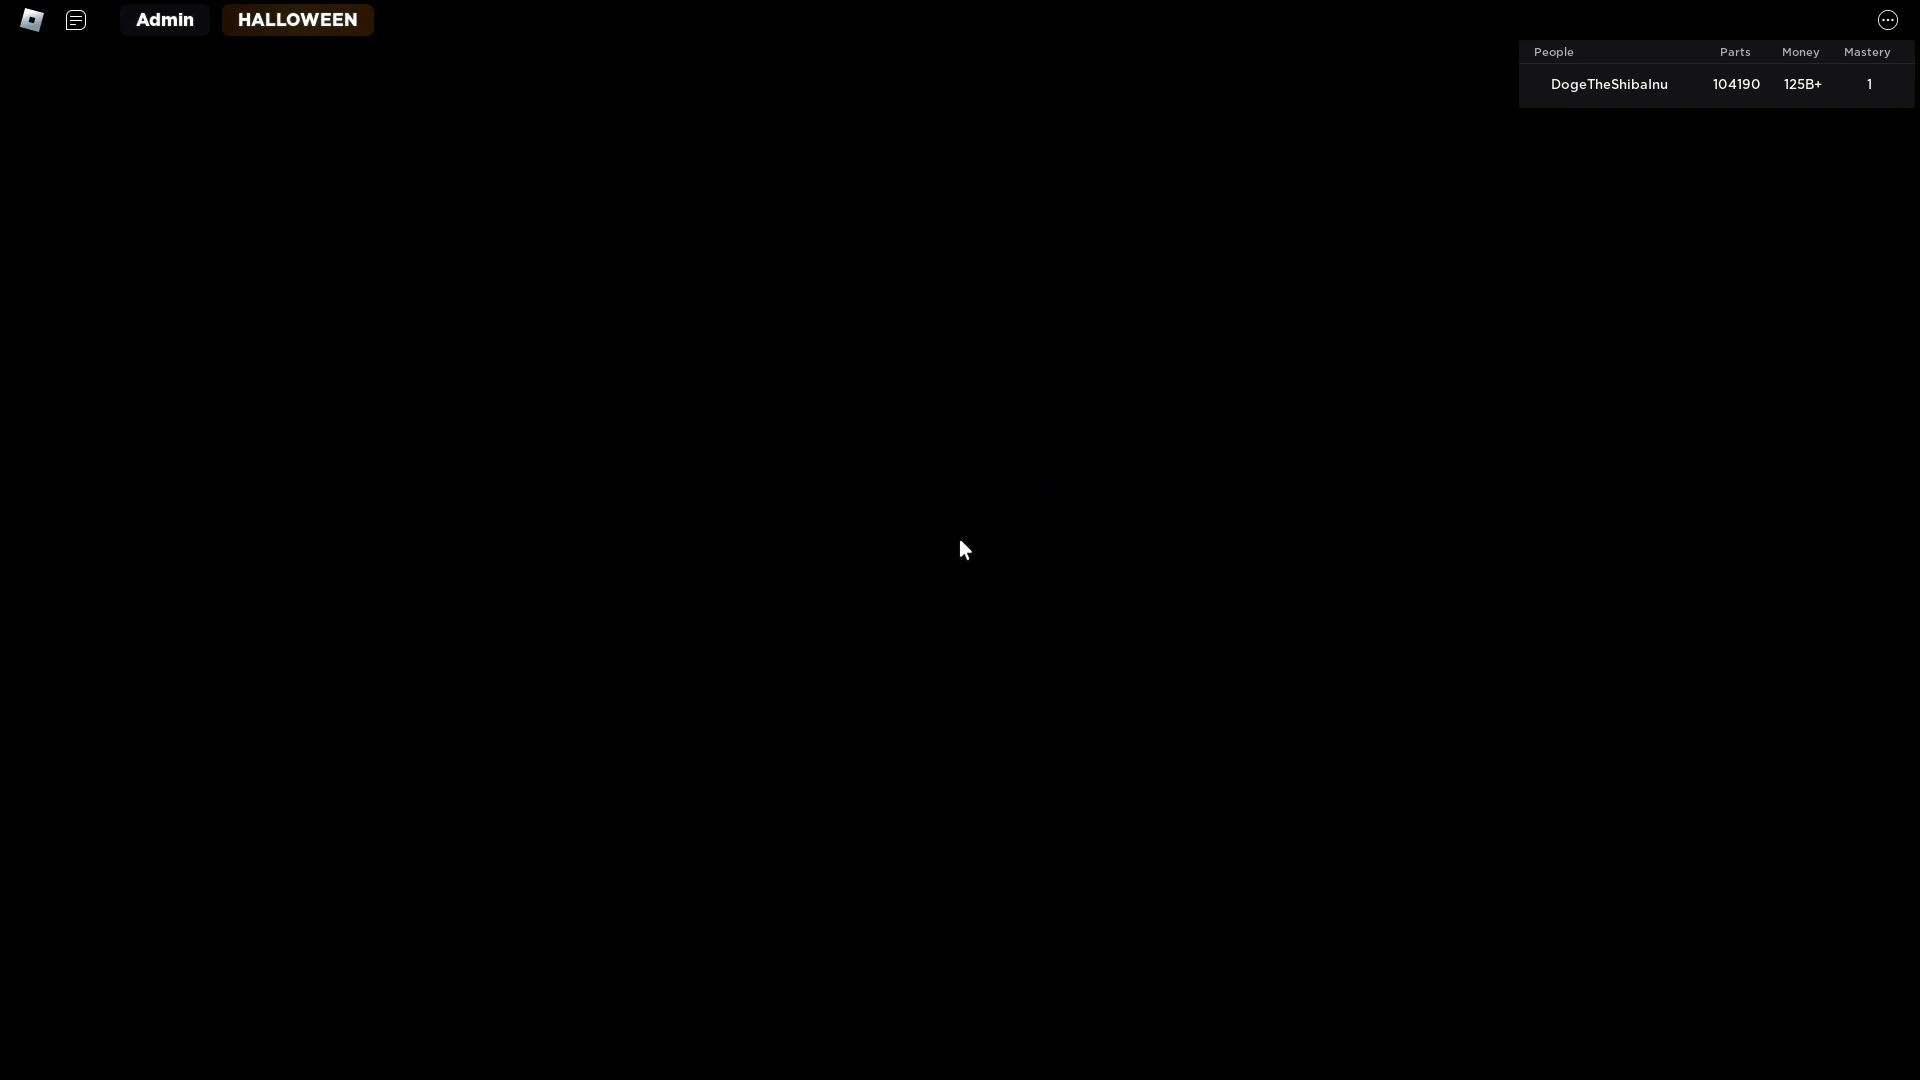 Admin
HALLOWEEN
People Parts Money Mastery
DogeTheShibaInu 104190 125B+ 1